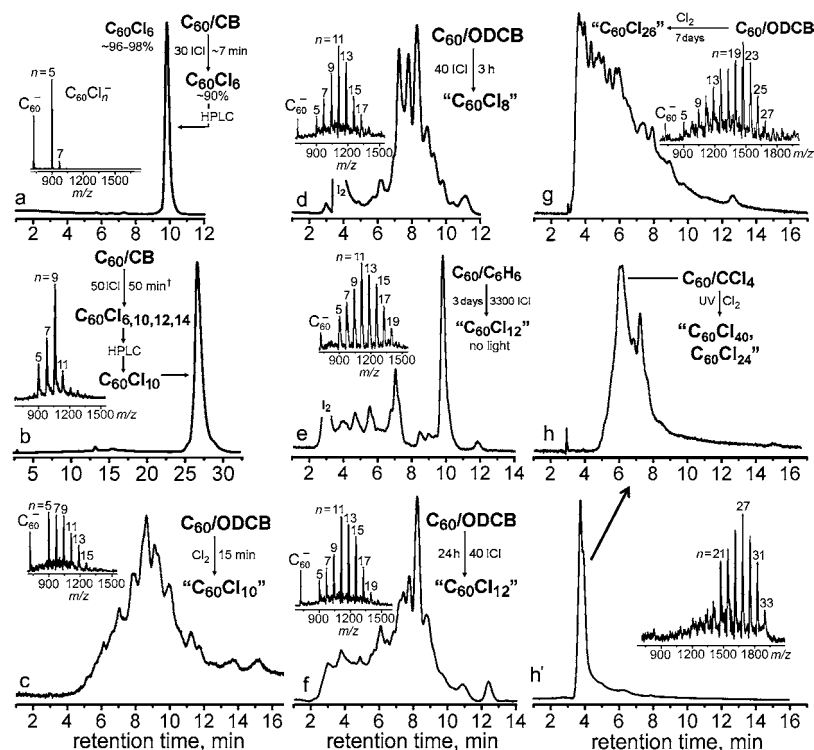 C60Cl6
~96-98%
C60/CB
30 ICl ~7 min
C60Cl6
~90%
HPLC
n=5
C60Cln−
C60−
7
900 1200 1500
m/z
a
2 4 6 8 10 12
C60/ODCB
40 ICl 3 h
"C60Cl8"
n=11
9 13
7 15
5 17
C60−
900 1200 1500
m/z
I2
d
2 4 6 8 10 12
"C60Cl26"
Cl2
7days
C60/ODCB
n=19
23
13 25
9 27
5
C60−
900 1200 1500 1800 m/z
g
2 4 6 8 10 12 14 16
C60/CB
50ICl 50 min†
C60Cl6,10,12,14
HPLC
C60Cl10
n=9
7
5 11
900 1200 1500 m/z
b
5 10 15 20 25 30
C60/C6H6
3days 3300 ICl
"C60Cl12"
no light
n=11
9 13
7 15
5 17
19
C60−
900 1200 1500
m/z
I2
e
2 4 6 8 10 12 14
C60/CCl4
UV Cl2
"C60Cl40,
C60Cl24"
h
2 4 6 8 10 12 14 16
C60/ODCB
Cl2 15 min
"C60Cl10"
n=5 7 9
11
13
15
C60−
900 1200 1500
m/z
c
2 4 6 8 10 12 14 16
retention time, min
C60/ODCB
24h 40 ICl
"C60Cl12"
n=11
13
9 15
7 17
5 19
C60−
900 1200 1500
m/z
f
2 4 6 8 10 12 14
retention time, min
27
n=21 31
33
900 1200 1500 1800 m/z
h'
2 4 6 8 10 12 14 16
retention time, min